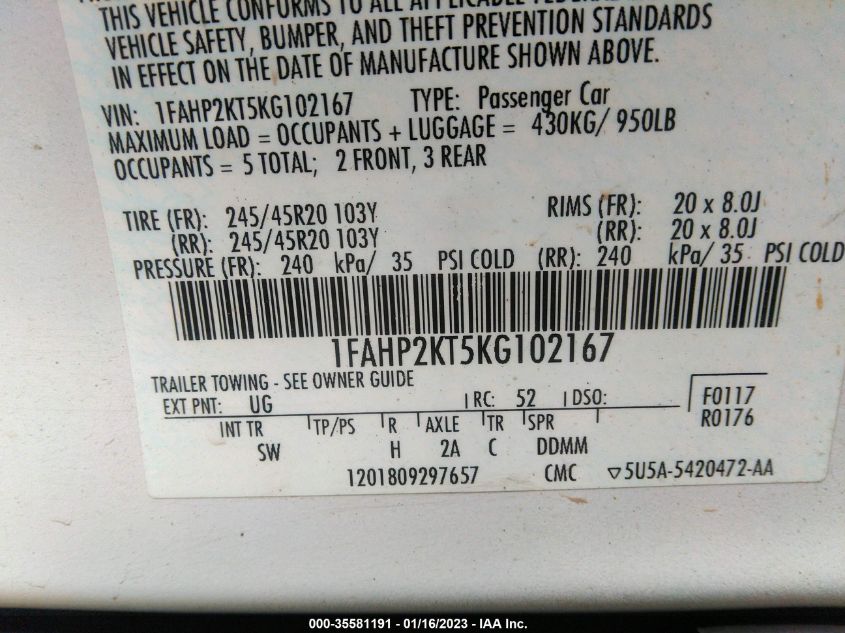 THIS VEHICLE CONFORMS TO ALL APPLICABLE
VEHICLE SAFETY, BUMPER, AND THEFT PREVENTION STANDARDS
IN EFFECT ON THE DATE OF MANUFACTURE SHOWN ABOVE.
VIN: 1FAHP2KT5KG102167 TYPE: Passenger Car
MAXIMUM LOAD = OCCUPANTS + LUGGAGE = 430KG/ 950LB
OCCUPANTS = 5 TOTAL; 2 FRONT, 3 REAR
TIRE (FR): 245/45R20 103Y RIMS (FR): 20 x 8.0J
(RR): 245/45R20 103Y (RR): 20 x 8.0J
PRESSURE (FR): 240 kPa/ 35 PSI COLD (RR): 240 kPa/ 35 PSI COLD
1FAHP2KT5KG102167
TRAILER TOWING - SEE OWNER GUIDE
EXT PNT: UG RC: 52 DSO: F0117
INT TR TP/PS R AXLE TR SPR R0176
SW H 2A C DDMM
1201809297657 CMC ▽5U5A-5420472-AA
000-35581191 - 01/16/2023 - IAA Inc.